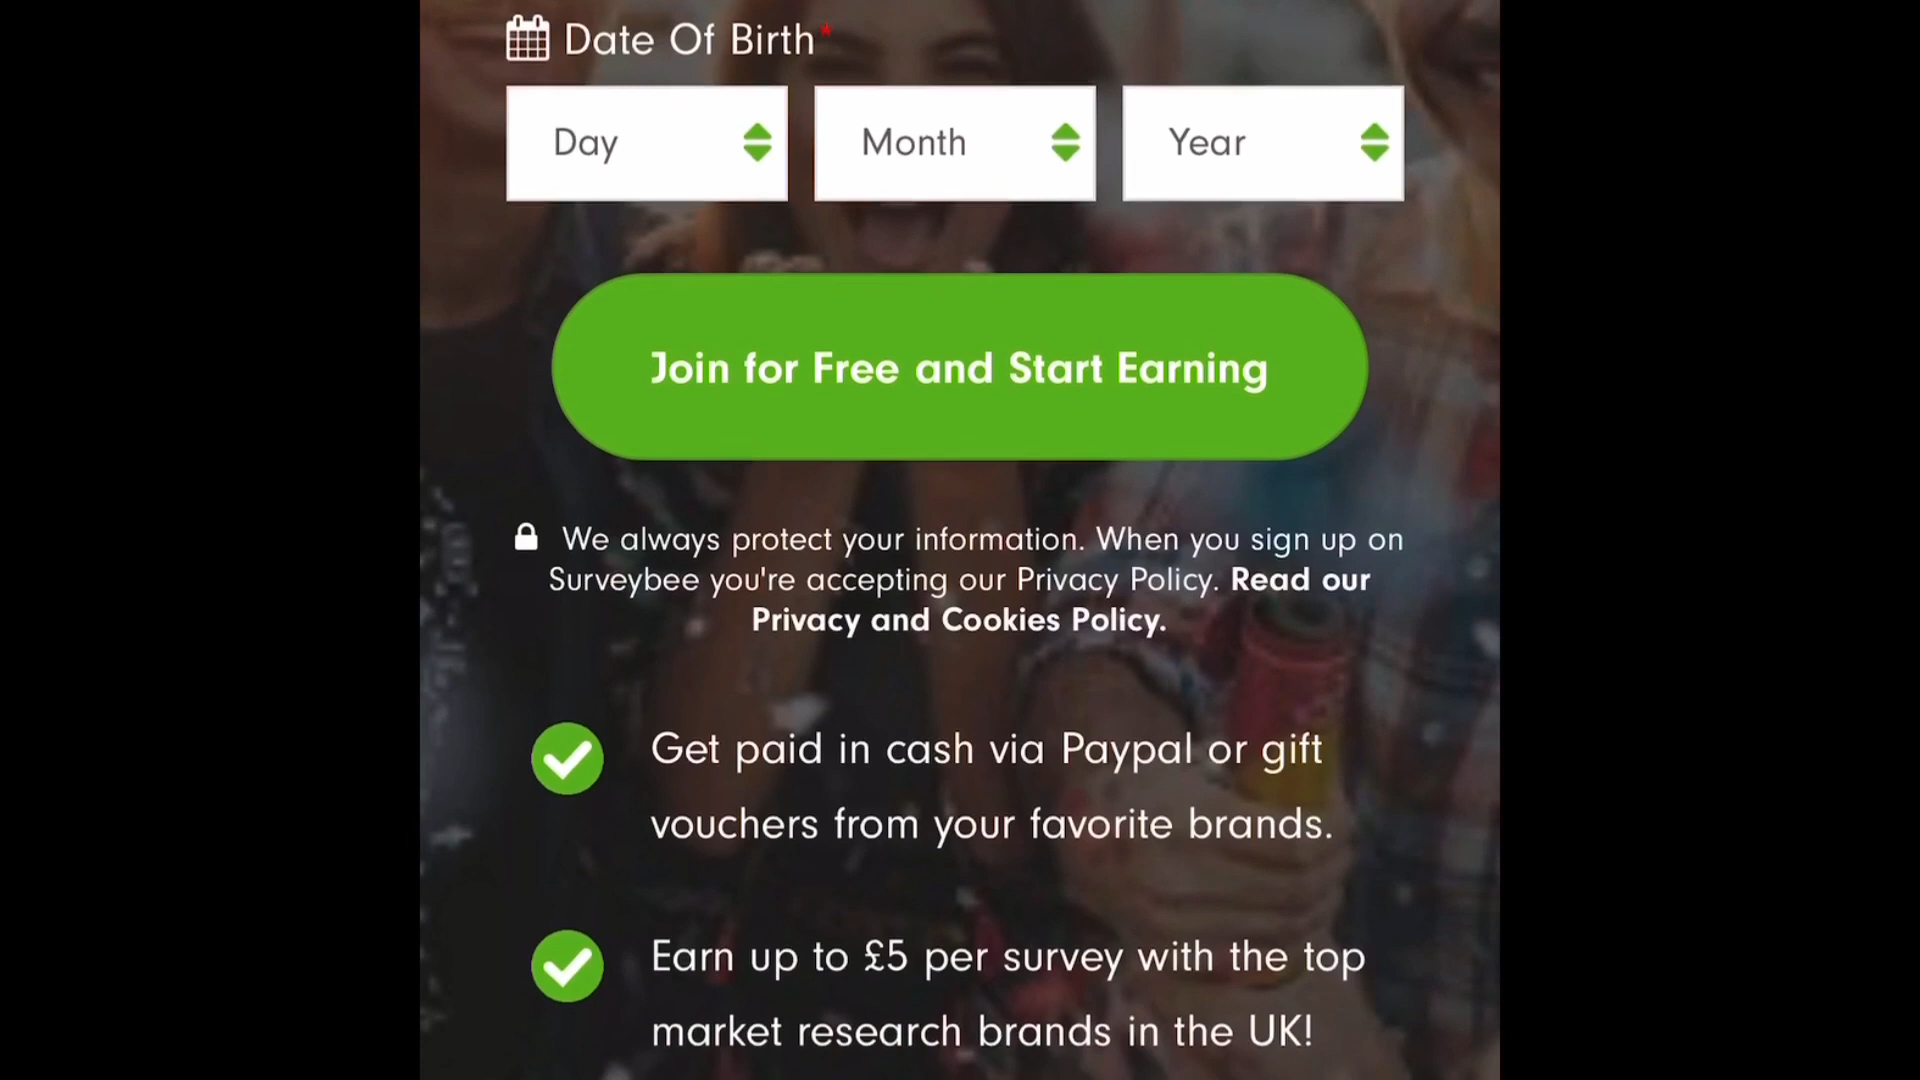 Date Of Birth*
Day Month Year
Join for Free and Start Earning
We always protect your information. When you sign up on
Surveybee you're accepting our Privacy Policy. Read our
Privacy and Cookies Policy.
Get paid in cash via Paypal or gift
vouchers from your favorite brands.
Earn up to £5 per survey with the top
market research brands in the UK!